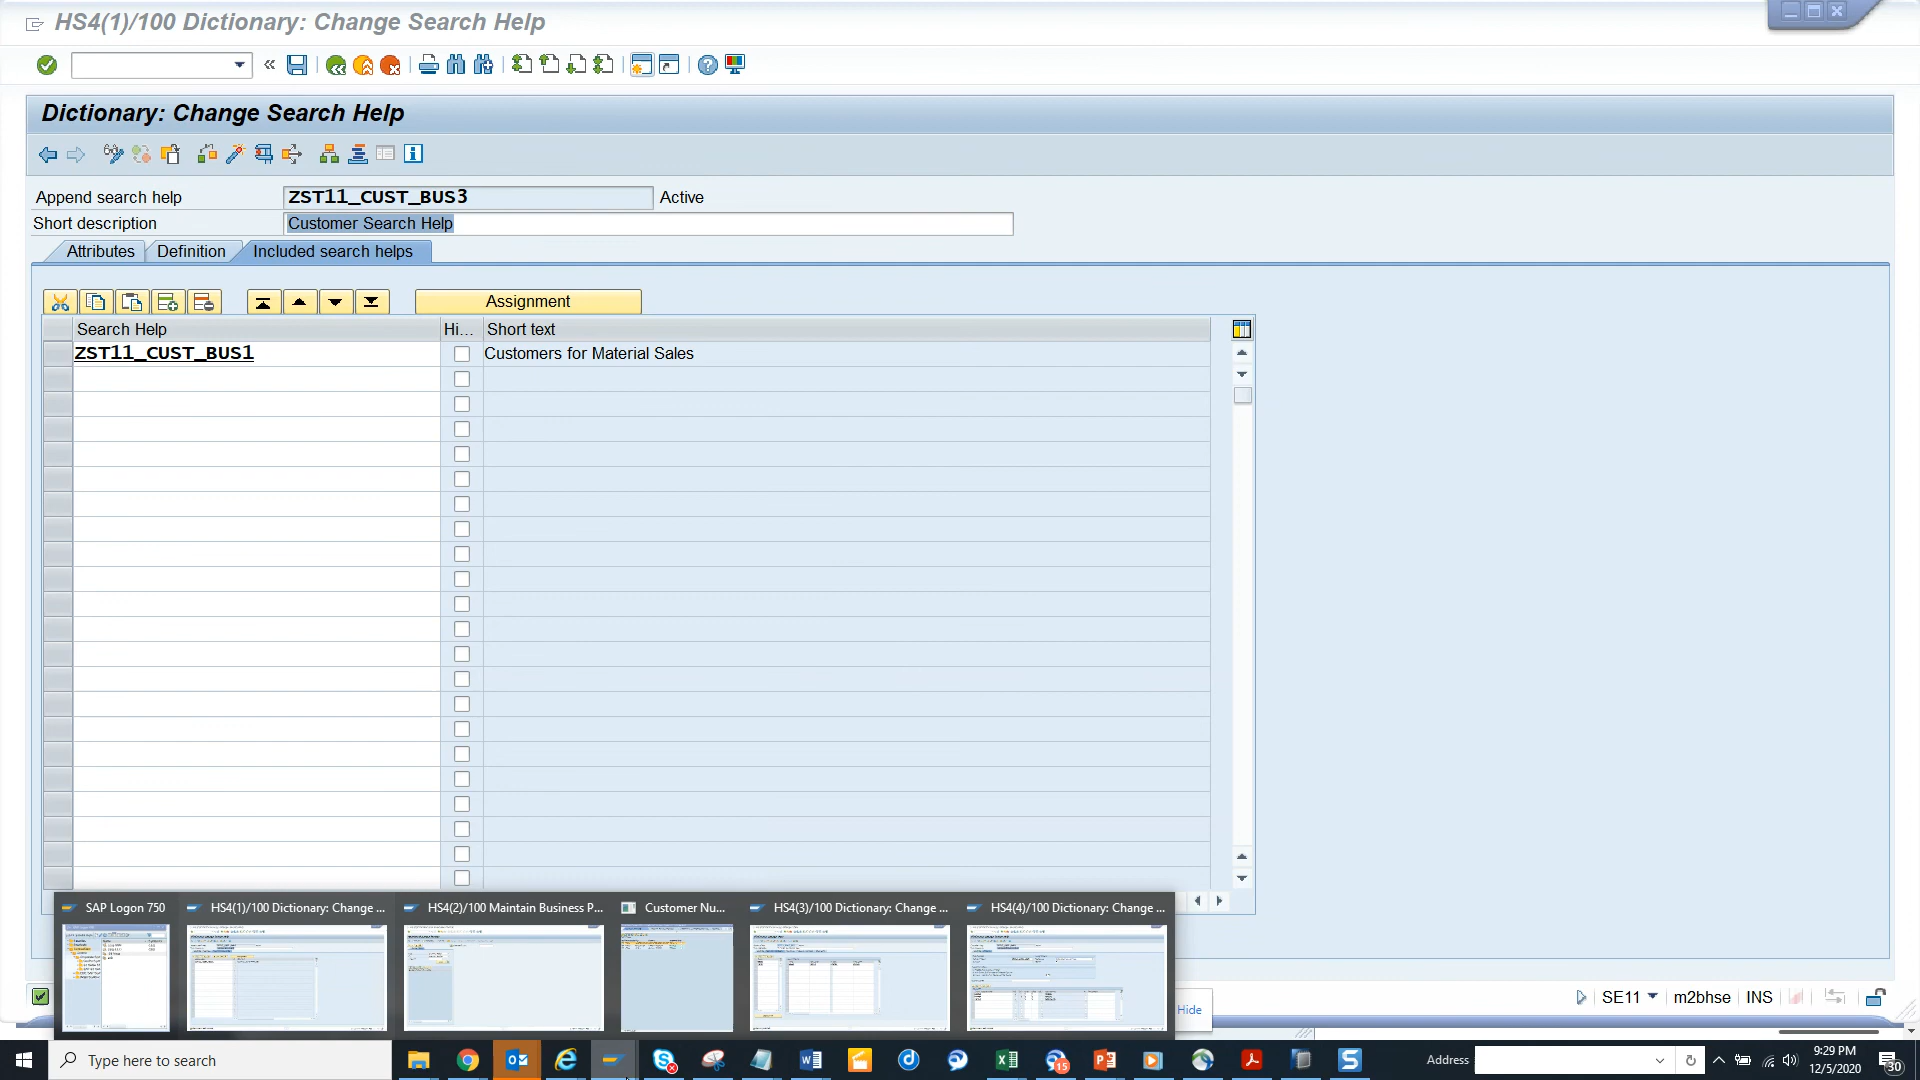 HS4(1)/100 Dictionary: Change Search Help
Dictionary: Change Search Help
Append search help ZST11_CUST_BUS3 Active
Short description Customer Search Help
Attributes Definition Included search helps
Assignment
Search Help Hi... Short text
ZST11_CUST_BUS1 Customers for Material Sales
SAP Logon 750 HS4(1)/100 Dictionary: Change ... HS4(2)/100 Maintain Business P... Customer Nu... HS4(3)/100 Dictionary: Change ... HS4(4)/100 Dictionary: Change ...
Hide
SE11 m2bhse INS
Type here to search
15
Address
9:29 PM
12/5/2020
30